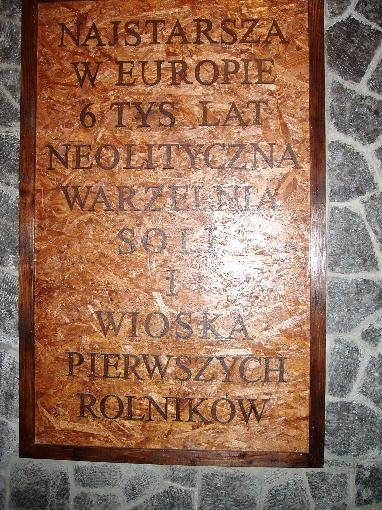 NAJSTARSZA
W EUROPIE
6 TYS LAT
NEOLITYCZNA
WARZELNIA
SOLI
I
WIOSKA
PIERWSZYCH
ROLNIKÓW